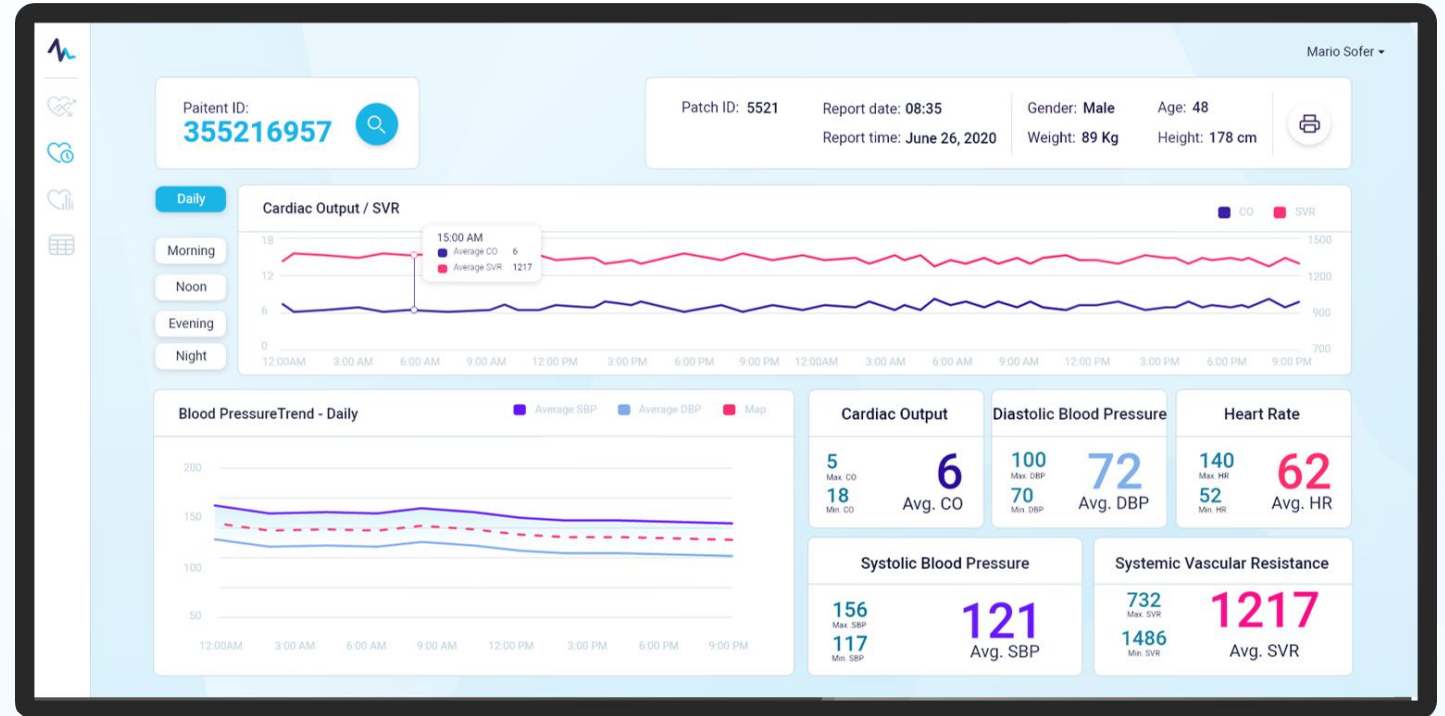 Mario Sofer
Paitent ID:
355216957
Patch ID: 5521
Report date: 08:35
Report time: June 26, 2020
Gender: Male
Weight: 89 Kg
Age: 48
Height: 178 cm
Daily
Morning
Noon
Evening
Night
Cardiac Output / SVR
CO
SVR
15:00 AM
Average CO 6
Average SVR 1217
18
12
6
0
1500
1200
900
700
12:00AM 3:00 AM 6:00 AM 9:00 AM 12:00 PM 3:00 PM 6:00 PM 9:00 PM 12:00AM 3:00 AM 6:00 AM 9:00 AM 12:00 PM 3:00 PM 6:00 PM 9:00 PM
Blood PressureTrend - Daily
Average SBP
Average DBP
Map
200
150
100
50
12:00AM 3:00 AM 6:00 AM 9:00 AM 12:00 PM 3:00 PM 6:00 PM 9:00 PM
Cardiac Output
5
Max. CO
18
Min. CO
6
Avg. CO
Diastolic Blood Pressure
100
Max. DBP
70
Min. DBP
72
Avg. DBP
Heart Rate
140
Max. HR
52
Min. HR
62
Avg. HR
Systolic Blood Pressure
156
Max .SBP
117
Min. SBP
121
Avg. SBP
Systemic Vascular Resistance
732
Max. SVR
1486
Min. SVR
1217
Avg. SVR